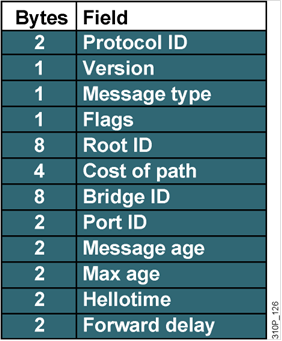 Bytes Field
2 Protocol ID
1 Version
1 Message type
1 Flags
8 Root ID
4 Cost of path
8 Bridge ID
2 Port ID
2 Message age
2 Max age
2 Hellotime
2 Forward delay
310P_126